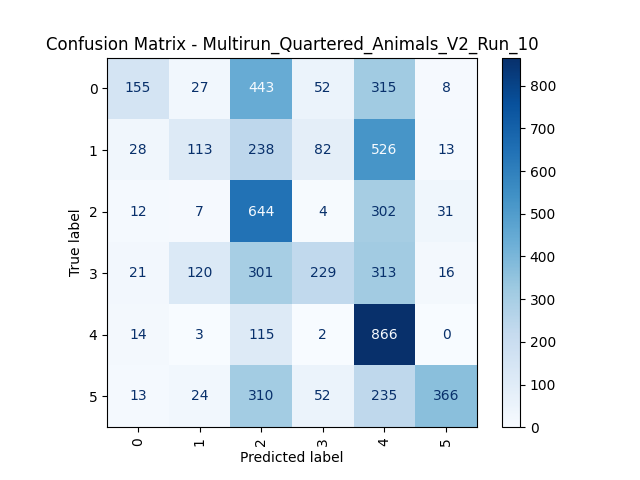 Confusion Matrix - Multirun_Quartered_Animals_V2_Run_10
True label
0 155 27 443 52 315 8
1 28 113 238 82 526 13
2 12 7 644 4 302 31
3 21 120 301 229 313 16
4 14 3 115 2 866 0
5 13 24 310 52 235 366
0 1 2 3 4 5
Predicted label
800
700
600
500
400
300
200
100
0